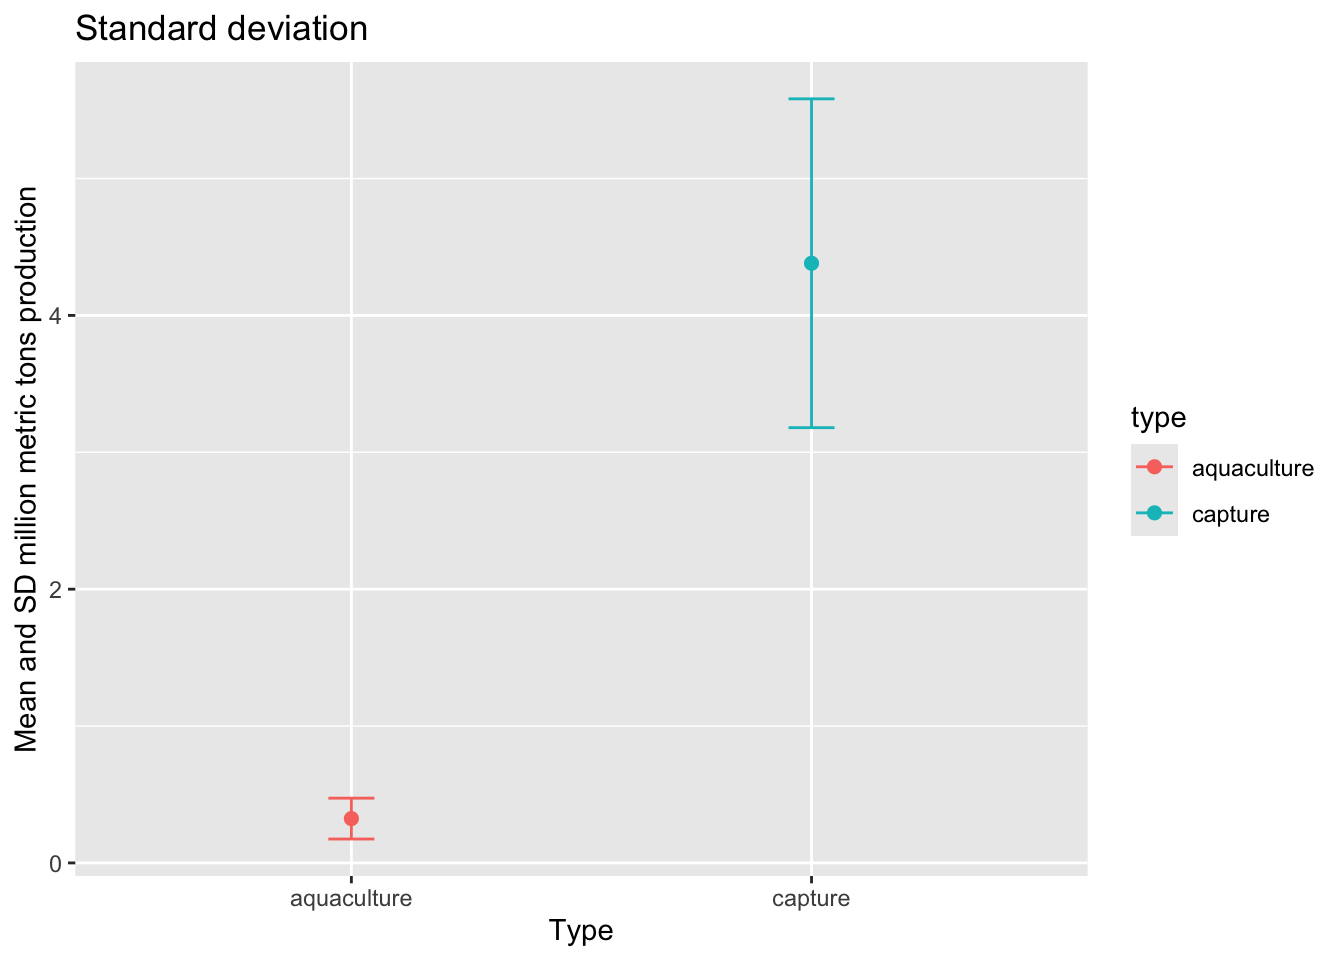 Standard deviation
Mean and SD million metric tons production
4
2
0
aquaculture
capture
Type
type
aquaculture
capture